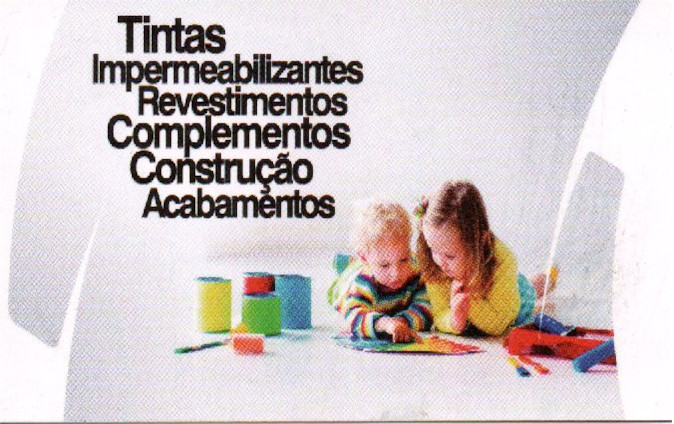 Tintas
Impermeabilizantes
Revestimentos
Complementos
Construção
Acabamentos